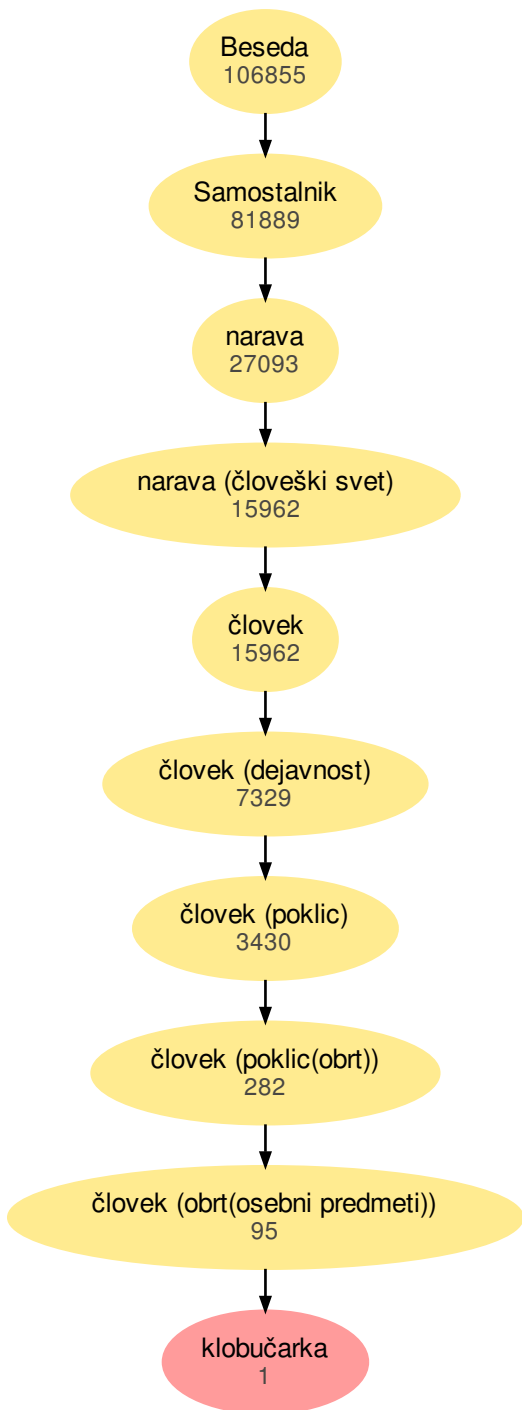 Beseda
106855
Samostalnik
81889
narava
27093
narava (človeški svet)
15962
človek
15962
človek (dejavnost)
7329
človek (poklic)
3430
človek (poklic(obrt))
282
človek (obrt(osebni predmeti))
95
klobučarka
1